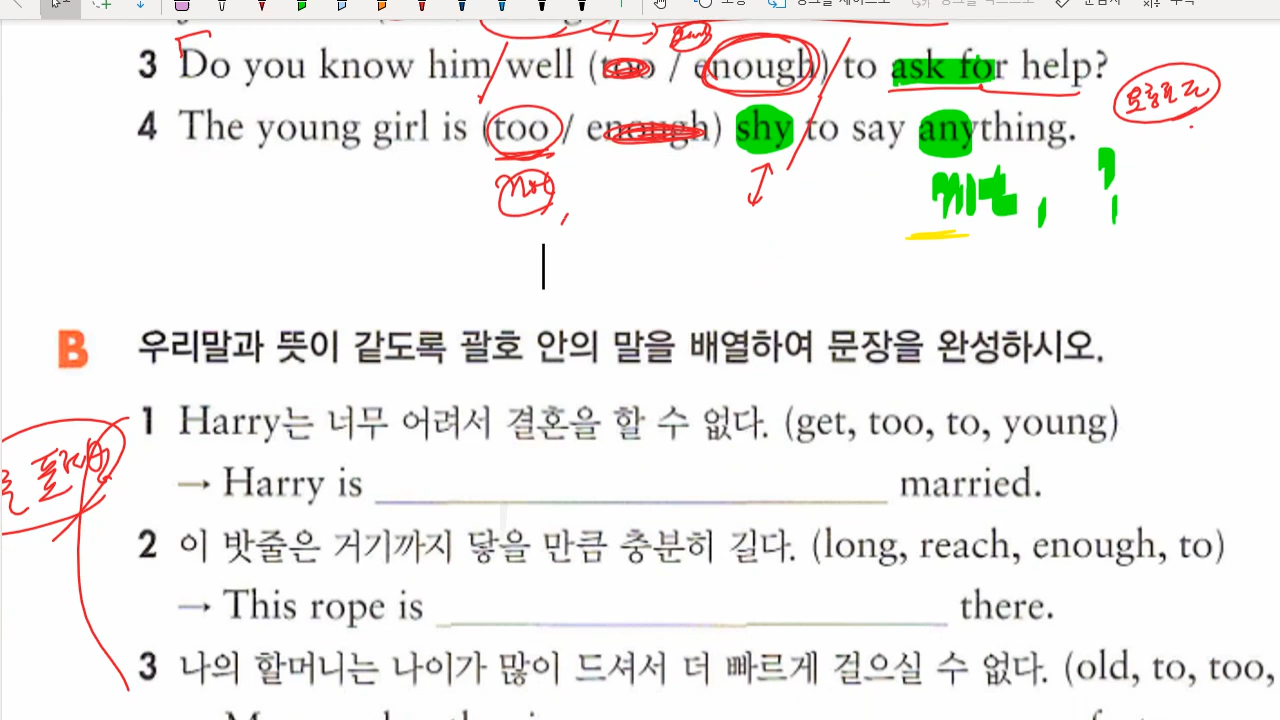 3 Do you know him well (too / enough) to ask for help?
4 The young girl is (too / enough) shy to say anything.
B 우리말과 뜻이 같도록 괄호 안의 말을 배열하여 문장을 완성하시오.
1 Harry는 너무 어려서 결혼을 할 수 없다. (get, too, to, young)
→ Harry is married.
2 이 밧줄은 거기까지 닿을 만큼 충분히 길다. (long, reach, enough, to)
→ This rope is there.
3 나의 할머니는 나이가 많이 드셔서 더 빠르게 걸으실 수 없다. (old, to, too,